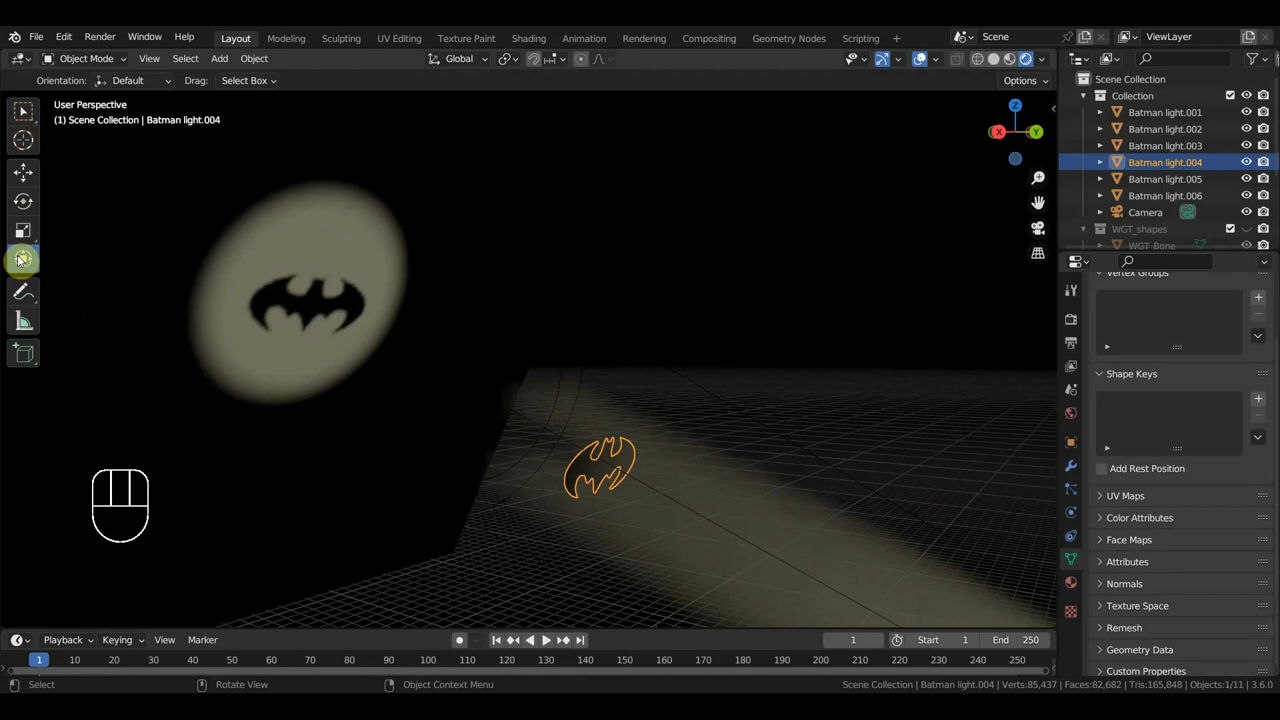 File Edit Render Window Help Layout Modeling Sculpting UV Editing Texture Paint Shading Animation Rendering Compositing Geometry Nodes Scripting + Scene ViewLayer
Object Mode View Select Add Object Global
Orientation: Default Drag: Select Box Options
User Perspective
(1) Scene Collection | Batman light.004
Z
X
Y
Scene Collection
Collection
Batman light.001
Batman light.002
Batman light.003
Batman light.004
Batman light.005
Batman light.006
Camera
WGT_shapes
WGT_Bone
Vertex Groups
Shape Keys
Add Rest Position
UV Maps
Color Attributes
Face Maps
Attributes
Normals
Texture Space
Remesh
Geometry Data
Custom Properties
Playback Keying View Marker 1 Start 1 End 250
1 10 20 30 40 50 60 70 80 90 100 110 120 130 140 150 160 170 180 190 200 210 220 230 240 250
Select Rotate View Object Context Menu Scene Collection | Batman light.004 | Verts:85,437 | Faces:82,682 | Tris:165,848 | Objects:1/11 | 3.6.0